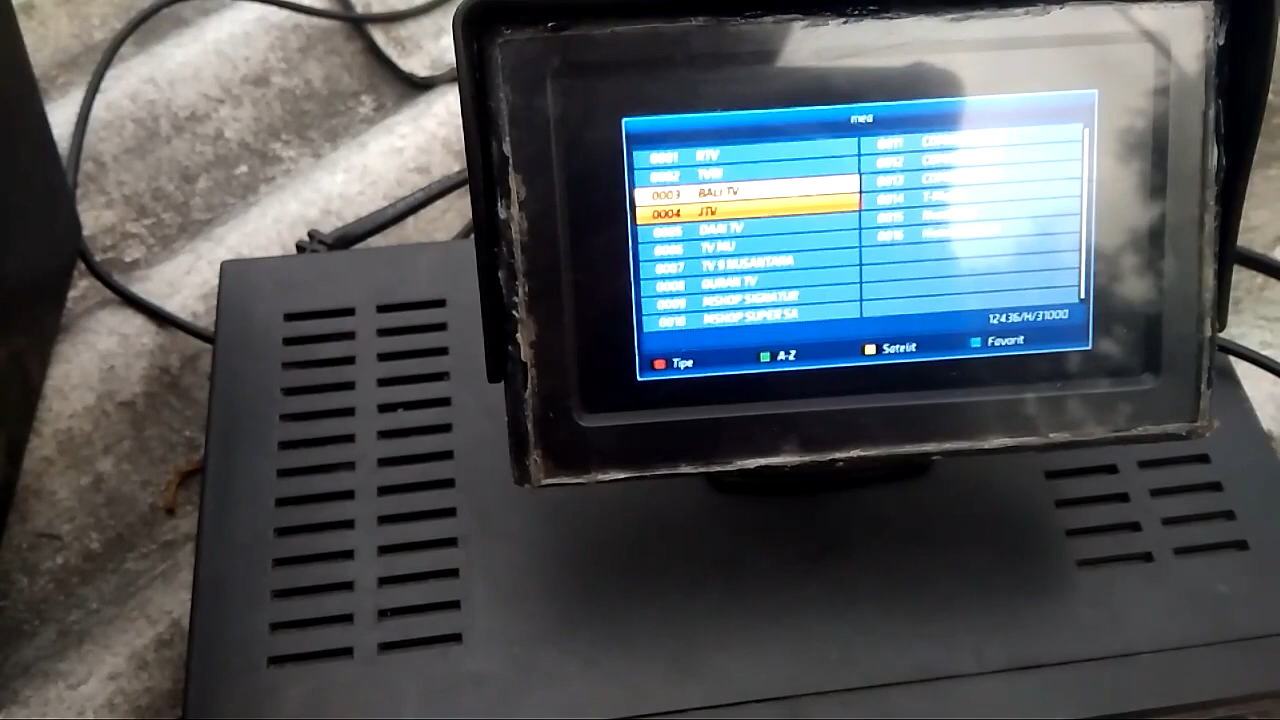 mea
0001 RTV
0002 TVRI
0003 BALI TV
0004 JTV
0005 DAAI TV
0006 TV MU
0007 TV 9 NUSANTARA
0008 QURAN TV
0009 MSHOP SIGNATUR
0010 MSHOP SUPER SA
0011
0012
0013
0014
0015
0016
12436/H/31000
Tipe A-Z Satelit Favorit